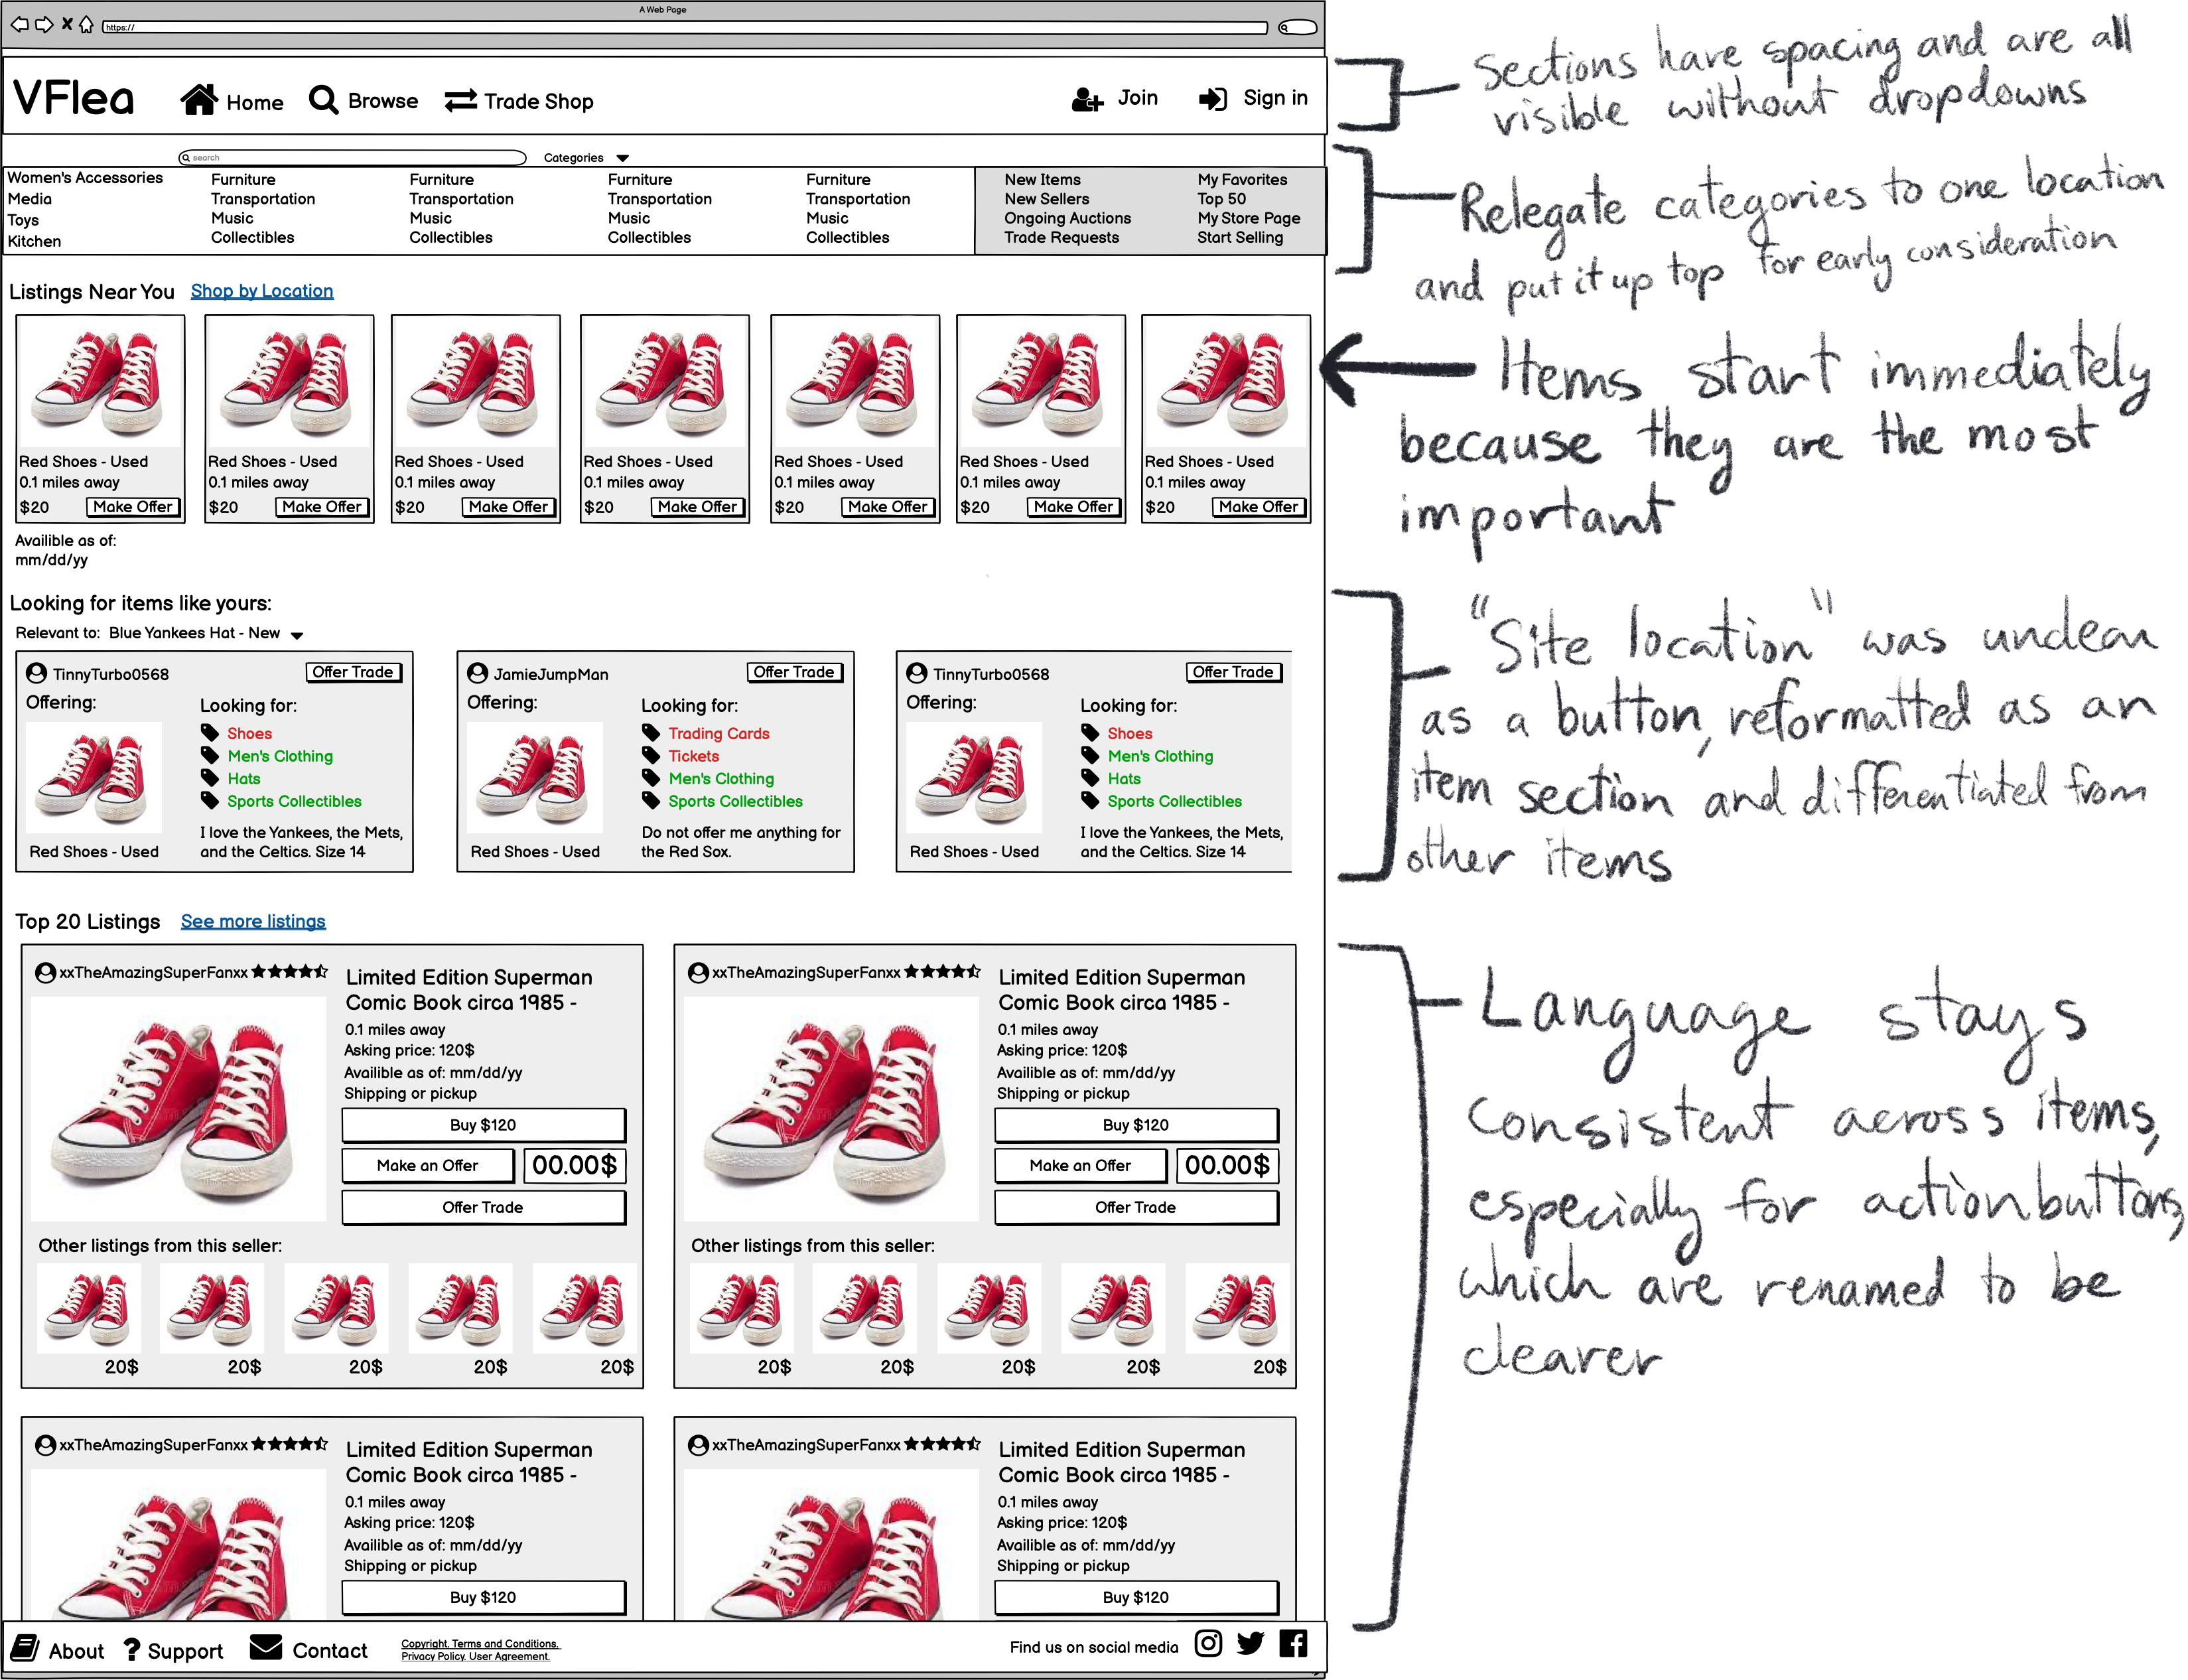 A Web Page
https://
VFlea Home Browse Trade Shop Join Sign in
search Categories
Women's Accessories Furniture Furniture Furniture Furniture New Items My Favorites
Media Transportation Transportation Transportation Transportation New Sellers Top 50
Toys Music Music Music Music Ongoing Auctions My Store Page
Kitchen Collectibles Collectibles Collectibles Collectibles Trade Requests Start Selling
Listings Near You Shop by Location
Red Shoes - Used Red Shoes - Used Red Shoes - Used Red Shoes - Used Red Shoes - Used Red Shoes - Used Red Shoes - Used
0.1 miles away 0.1 miles away 0.1 miles away 0.1 miles away 0.1 miles away 0.1 miles away 0.1 miles away
$20 Make Offer $20 Make Offer $20 Make Offer $20 Make Offer $20 Make Offer $20 Make Offer $20 Make Offer
Availible as of:
mm/dd/yy
Looking for items like yours:
Relevant to: Blue Yankees Hat - New
TinnyTurbo0568 Offer Trade
Offering: Looking for:
Shoes
Men's Clothing
Hats
Sports Collectibles
I love the Yankees, the Mets,
Red Shoes - Used and the Celtics. Size 14
JamieJumpMan Offer Trade
Offering: Looking for:
Trading Cards
Tickets
Men's Clothing
Sports Collectibles
Do not offer me anything for
Red Shoes - Used the Red Sox.
TinnyTurbo0568 Offer Trade
Offering: Looking for:
Shoes
Men's Clothing
Hats
Sports Collectibles
I love the Yankees, the Mets,
Red Shoes - Used and the Celtics. Size 14
Top 20 Listings See more listings
xxTheAmazingSuperFanxx
Limited Edition Superman
Comic Book circa 1985 -
0.1 miles away
Asking price: 120$
Availible as of: mm/dd/yy
Shipping or pickup
Buy $120
Make an Offer 00.00$
Offer Trade
Other listings from this seller:
20$ 20$ 20$ 20$ 20$
xxTheAmazingSuperFanxx
Limited Edition Superman
Comic Book circa 1985 -
0.1 miles away
Asking price: 120$
Availible as of: mm/dd/yy
Shipping or pickup
Buy $120
Make an Offer 00.00$
Offer Trade
Other listings from this seller:
20$ 20$ 20$ 20$ 20$
xxTheAmazingSuperFanxx
Limited Edition Superman
Comic Book circa 1985 -
0.1 miles away
Asking price: 120$
Availible as of: mm/dd/yy
Shipping or pickup
Buy $120
xxTheAmazingSuperFanxx
Limited Edition Superman
Comic Book circa 1985 -
0.1 miles away
Asking price: 120$
Availible as of: mm/dd/yy
Shipping or pickup
Buy $120
About ? Support Contact
Copyright. Terms and Conditions.
Privacy Policy. User Agreement.
Find us on social media
Sections have spacing and are all
visible without dropdowns
Relegate categories to one location
and put it up top for early consideration
Items start immediately
because they are the most
important
"Site location" was unclear
as a button, reformatted as an
item section and differentiated from
other items
Language stays
consistent across items,
especially for action buttons,
which are renamed to be
clearer